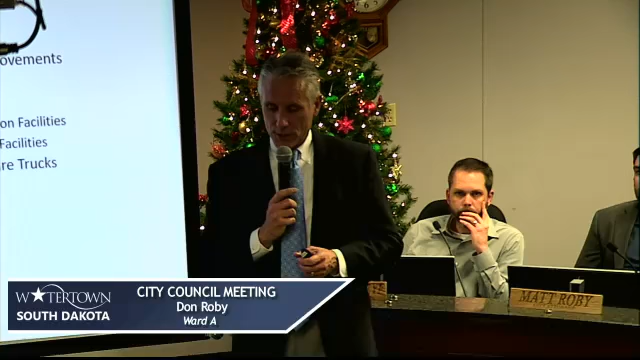 ovements
on Facilities
Facilities
re Trucks
MATT ROBY
WATERTOWN
SOUTH DAKOTA
CITY COUNCIL MEETING
Don Roby
Ward A